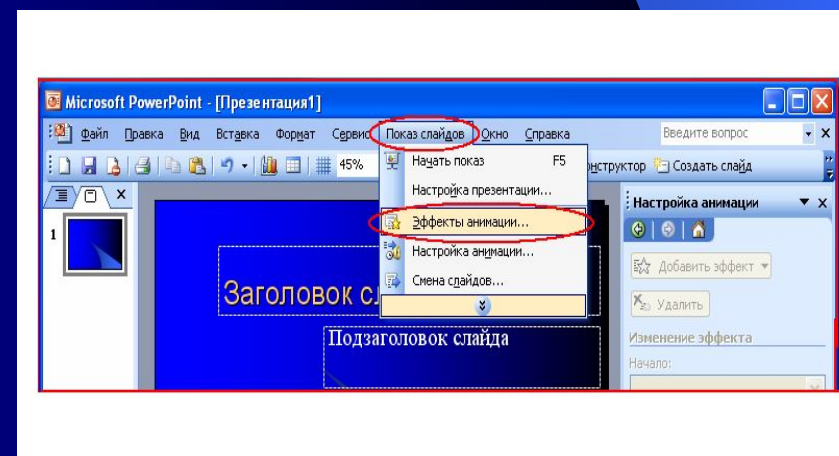 Microsoft PowerPoint - [Презентация1]
Файл Правка Вид Вставка Формат Сервис Показ слайдов Окно Справка Введите вопрос
45% Конструктор Создать слайд
Начать показ F5
Настройка презентации...
Эффекты анимации...
Настройка анимации...
Смена слайдов...
Настройка анимации
Добавить эффект
Удалить
Изменение эффекта
Начало:
1
Заголовок сл
Подзаголовок слайда